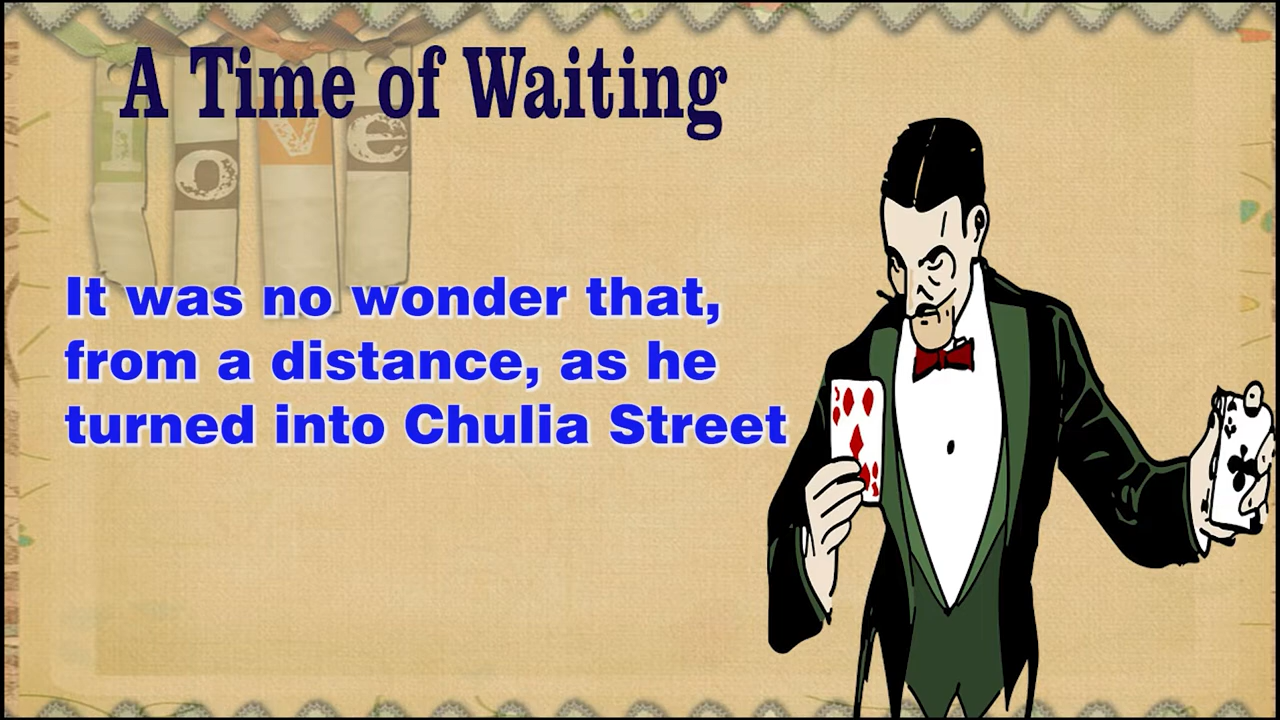 A Time of Waiting
love
It was no wonder that,
from a distance, as he
turned into Chulia Street